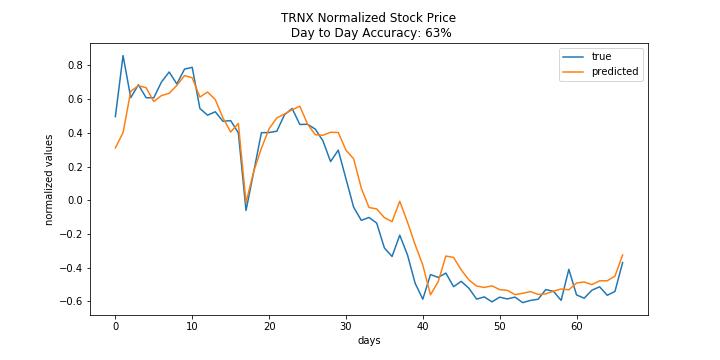 TRNX Normalized Stock Price
Day to Day Accuracy: 63%
true
predicted
normalized values
0.8
0.6
0.4
0.2
0.0
−0.2
−0.4
−0.6
0
10
20
30
40
50
60
days